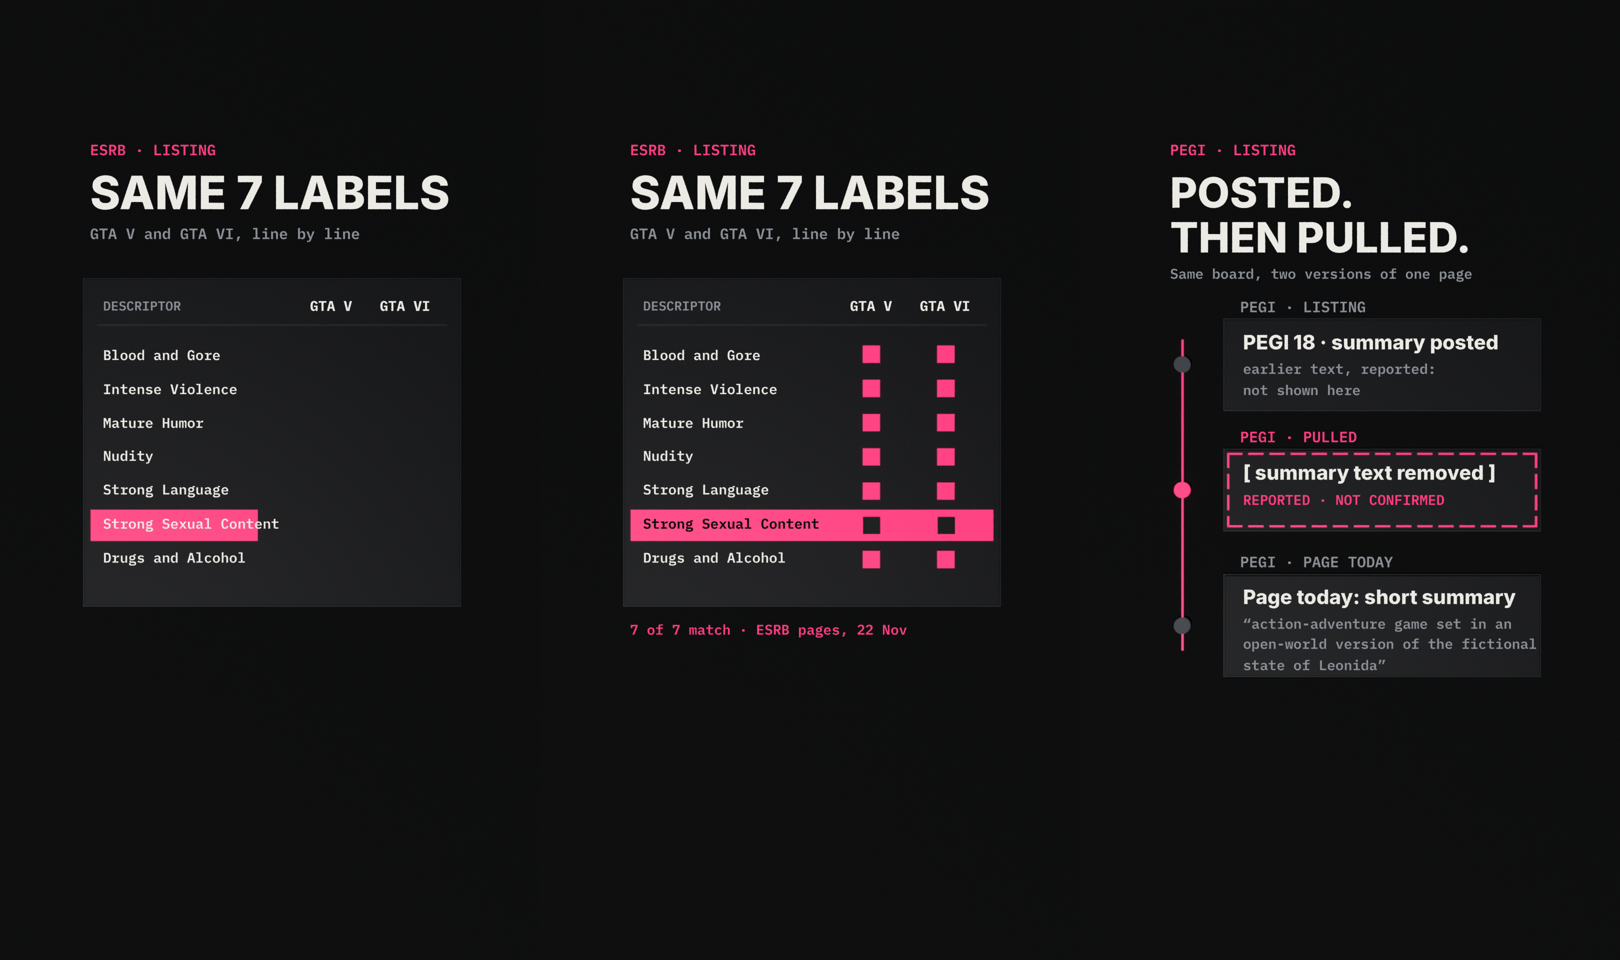 ESRB · LISTING
SAME 7 LABELS
GTA V and GTA VI, line by line
DESCRIPTOR GTA V GTA VI
Blood and Gore
Intense Violence
Mature Humor
Nudity
Strong Language
Strong Sexual Content
Drugs and Alcohol
ESRB · LISTING
SAME 7 LABELS
GTA V and GTA VI, line by line
DESCRIPTOR GTA V GTA VI
Blood and Gore
Intense Violence
Mature Humor
Nudity
Strong Language
Strong Sexual Content
Drugs and Alcohol
7 of 7 match · ESRB pages, 22 Nov
PEGI · LISTING
POSTED.
THEN PULLED.
Same board, two versions of one page
PEGI · LISTING
PEGI 18 · summary posted
earlier text, reported:
not shown here
PEGI · PULLED
[ summary text removed ]
REPORTED · NOT CONFIRMED
PEGI · PAGE TODAY
Page today: short summary
“action-adventure game set in an
open-world version of the fictional
state of Leonida”